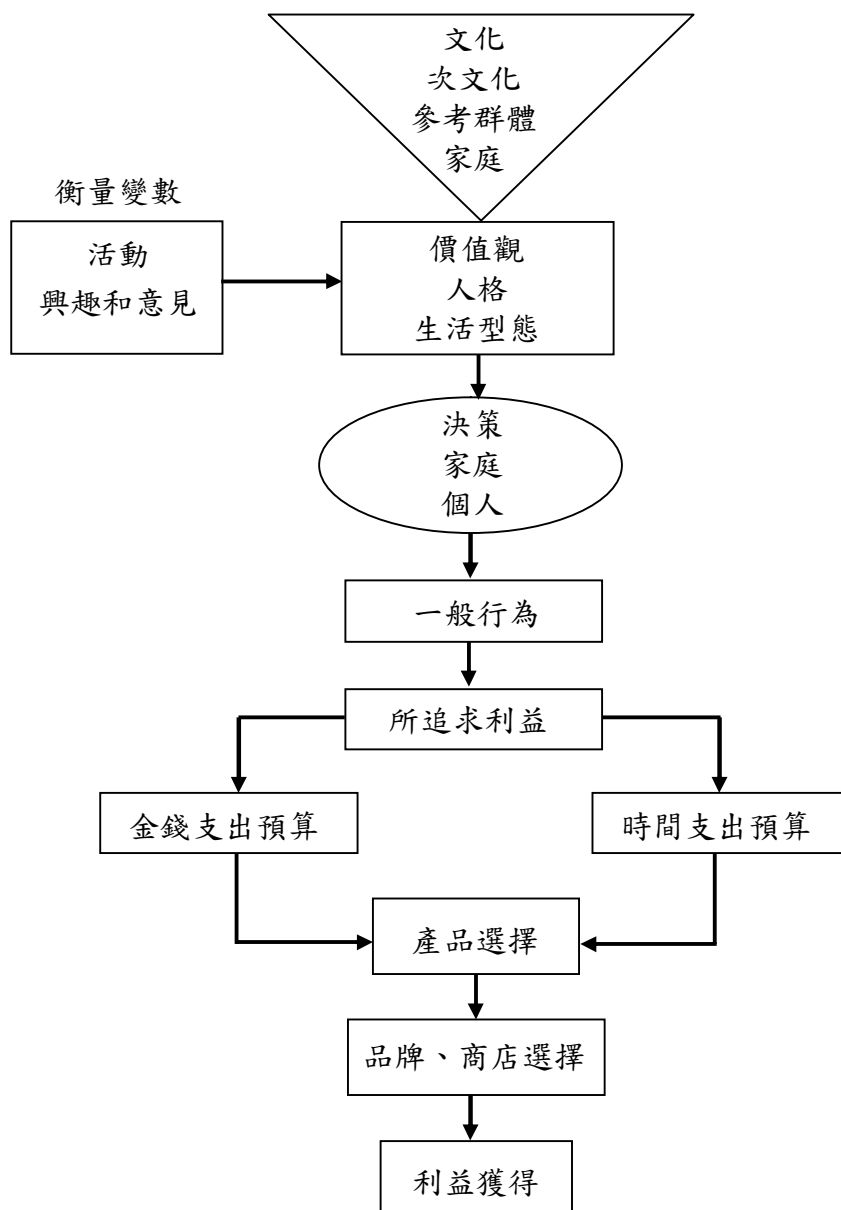 文化
次文化
參考群體
家庭
衡量變數
活動
興趣和意見
價值觀
人格
生活型態
決策
家庭
個人
一般行為
所追求利益
金錢支出預算
時間支出預算
產品選擇
品牌、商店選擇
利益獲得